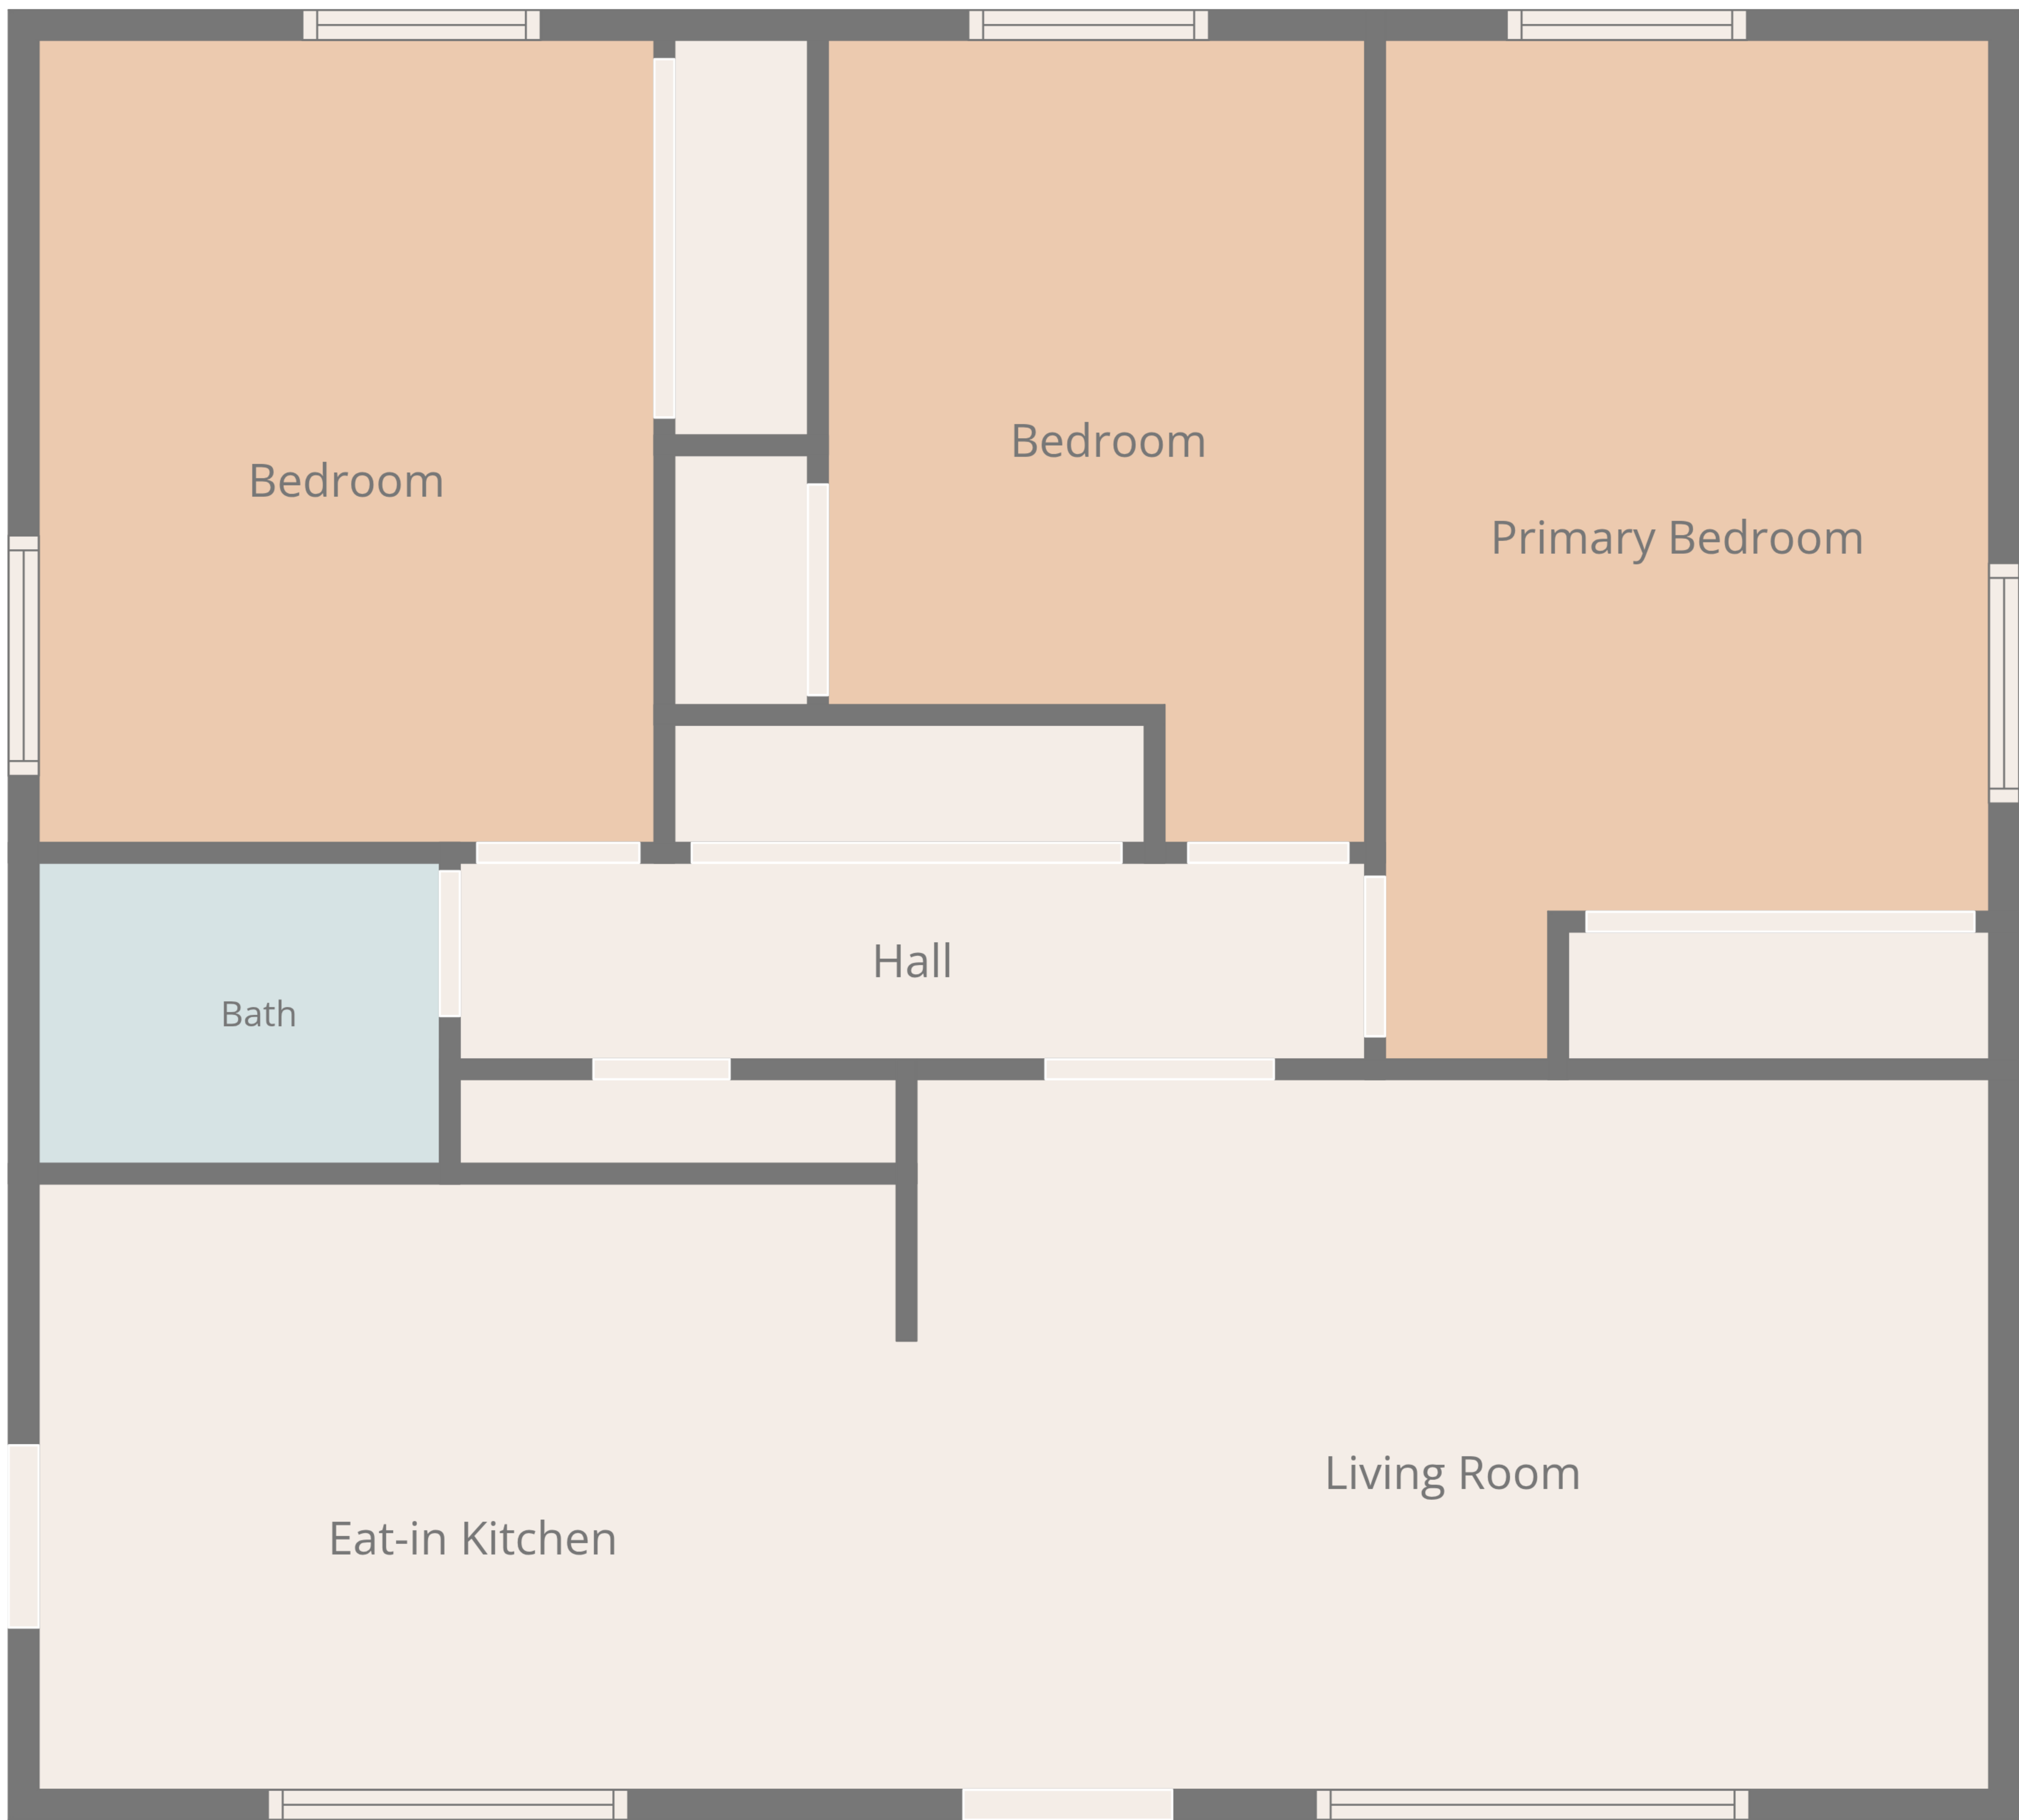 Bedroom
Bedroom
Primary Bedroom
Hall
Bath
Living Room
Eat-in Kitchen